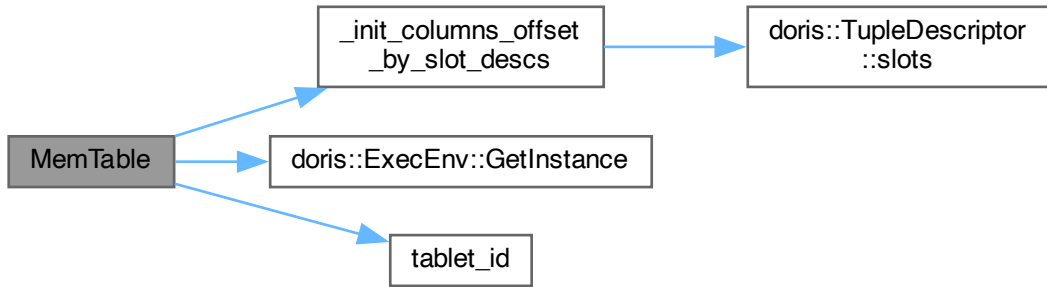 _init_columns_offset
_by_slot_descs
doris::TupleDescriptor
::slots
MemTable
doris::ExecEnv::GetInstance
tablet_id